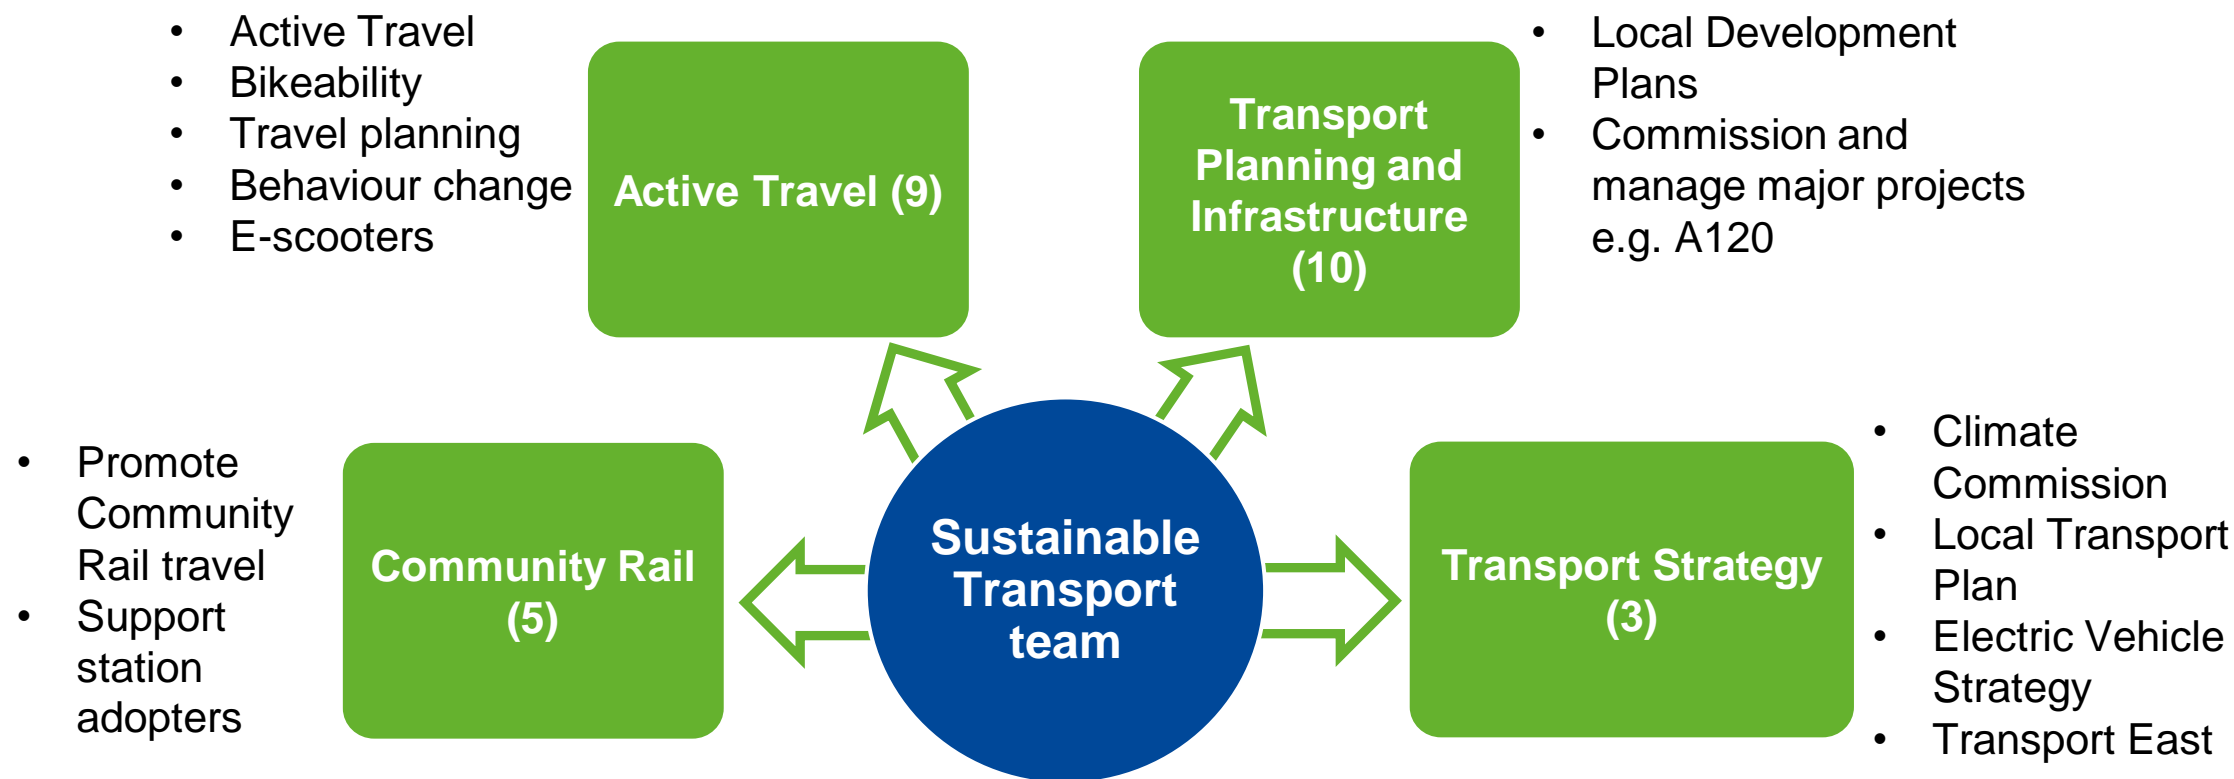 • Active Travel
• Bikeability
• Travel planning
• Behaviour change
• E-scooters
Active Travel (9)
Transport
Planning and
Infrastructure
(10)
• Local Development
Plans
• Commission and
manage major projects
e.g. A120
• Promote
Community
Rail travel
• Support
station
adopters
Community Rail
(5)
Sustainable
Transport
team
Transport Strategy
(3)
• Climate
Commission
• Local Transport
Plan
• Electric Vehicle
Strategy
• Transport East